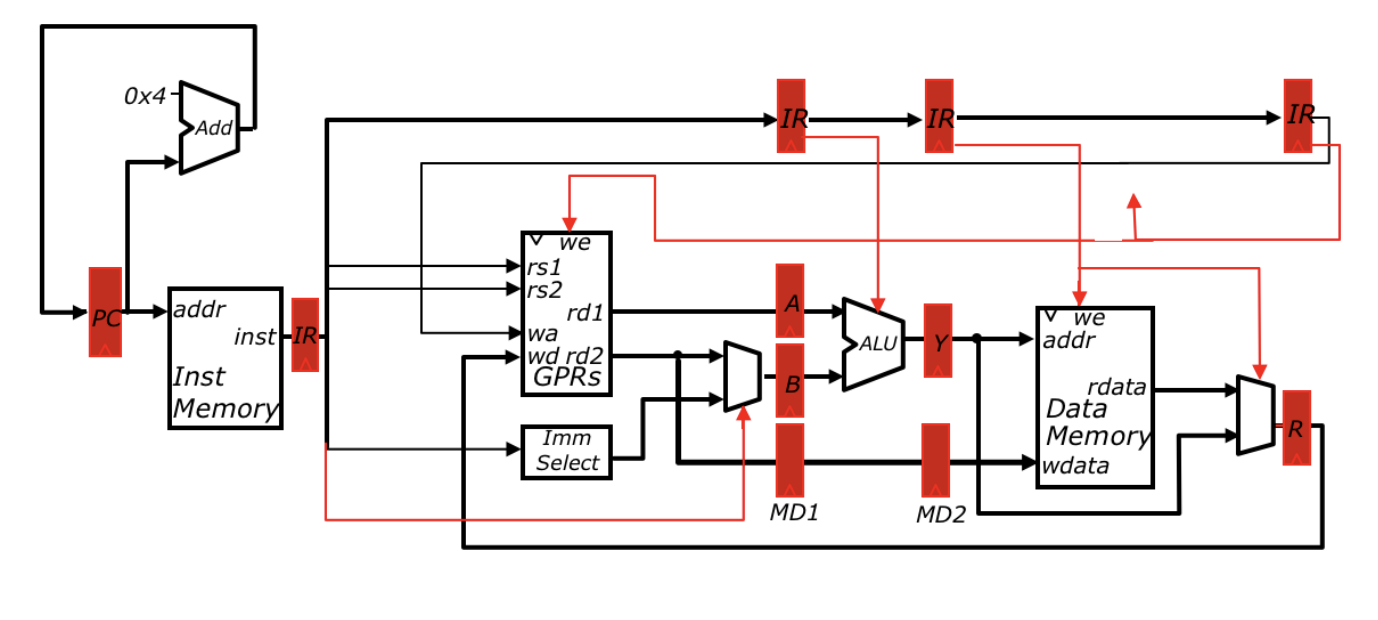 0x4
Add
IR
IR
IR
PC
addr
inst
Inst
Memory
IR
we
rs1
rs2
rd1
wa
wd rd2
GPRs
Imm
Select
A
B
ALU
Y
MD1
MD2
we
addr
rdata
Data
Memory
wdata
R